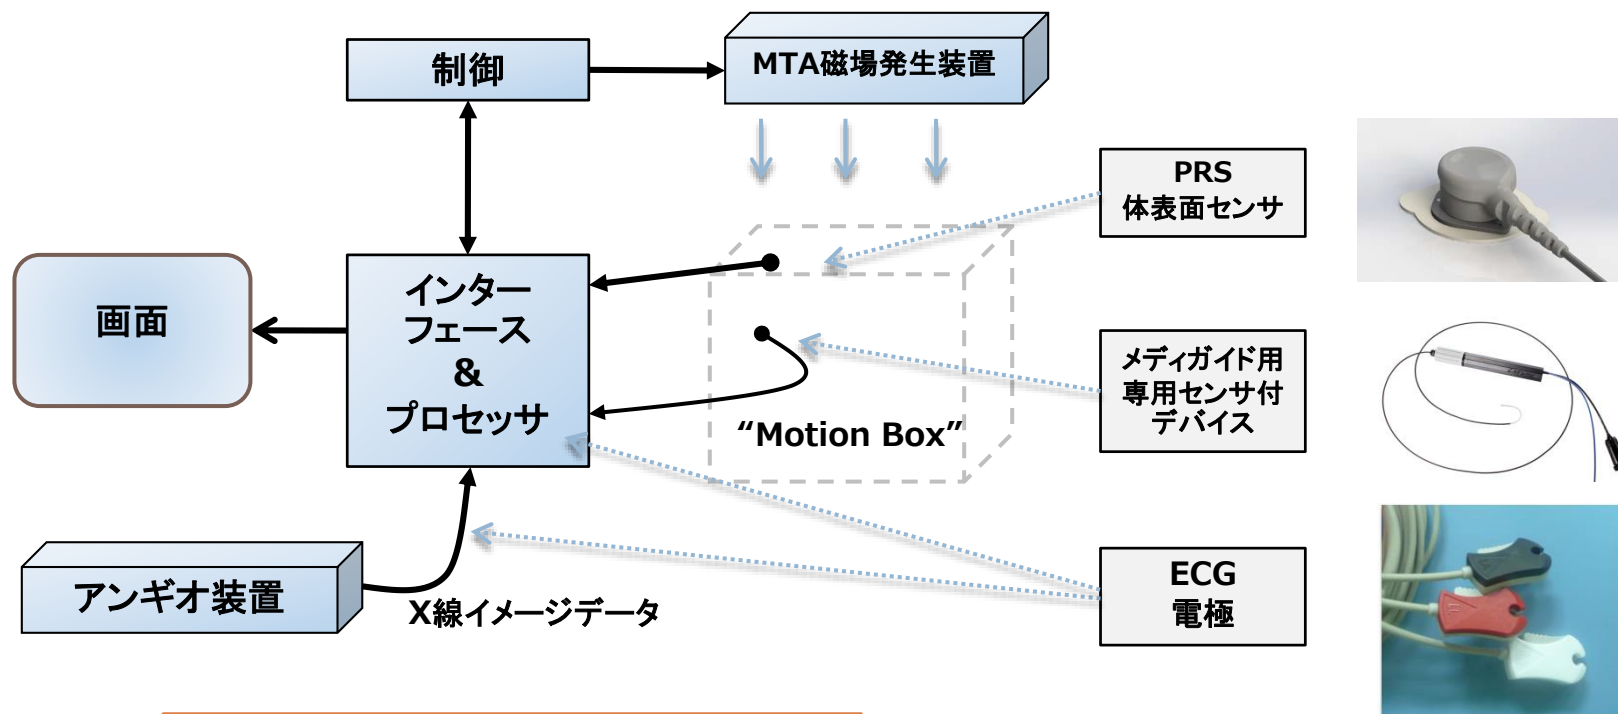 制御
MTA磁場発生装置
PRS
体表面センサ
画面
インター
フェース
&
プロセッサ
メディガイド用
専用センサ付
デバイス
“Motion Box”
アンギオ装置
X線イメージデータ
ECG
電極